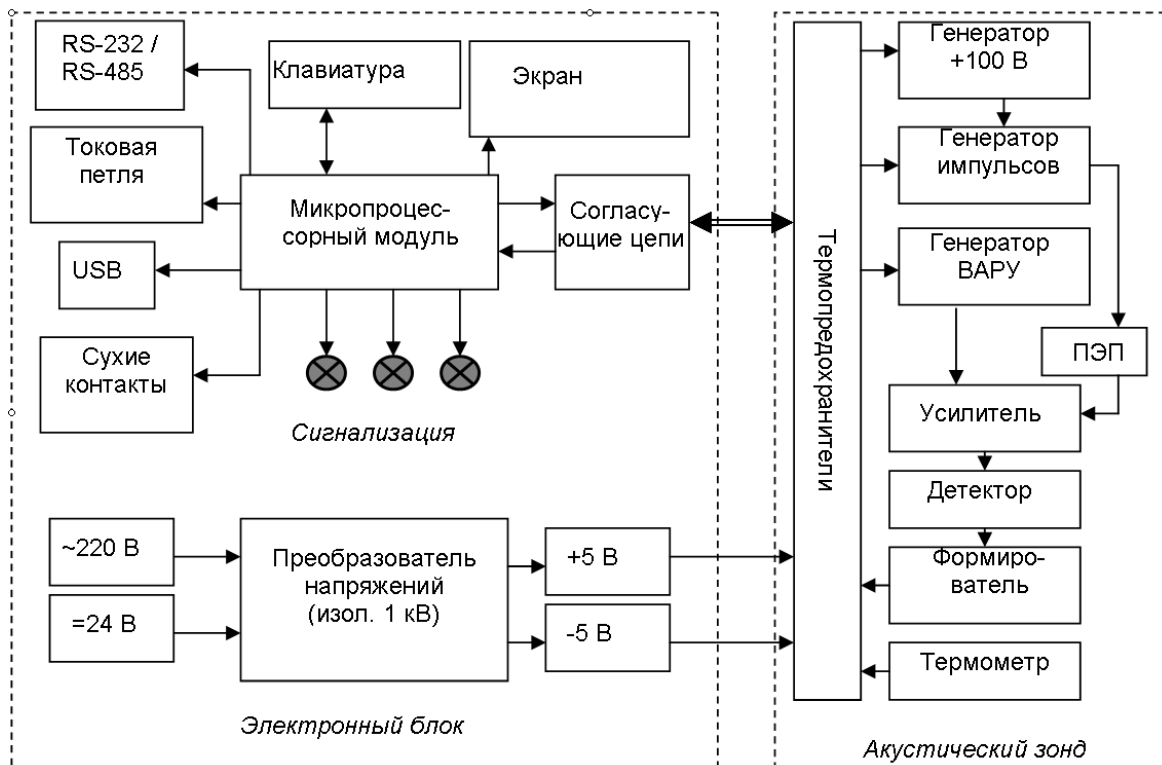 RS-232 /
RS-485
Клавиатура
Экран
Токовая
петля
Микропроцес-
ссорный модуль
Согласу-
ющие цепи
USB
Сухие
контакты
Сигнализация
~220 В
=24 В
Преобразователь
напряжений
(изол. 1 кВ)
+5 В
-5 В
Электронный блок
Термопредохранители
Генератор
+100 В
Генератор
импульсов
Генератор
ВАРУ
ПЭП
Усилитель
Детектор
Формиро-
ватель
Термометр
Акустический зонд